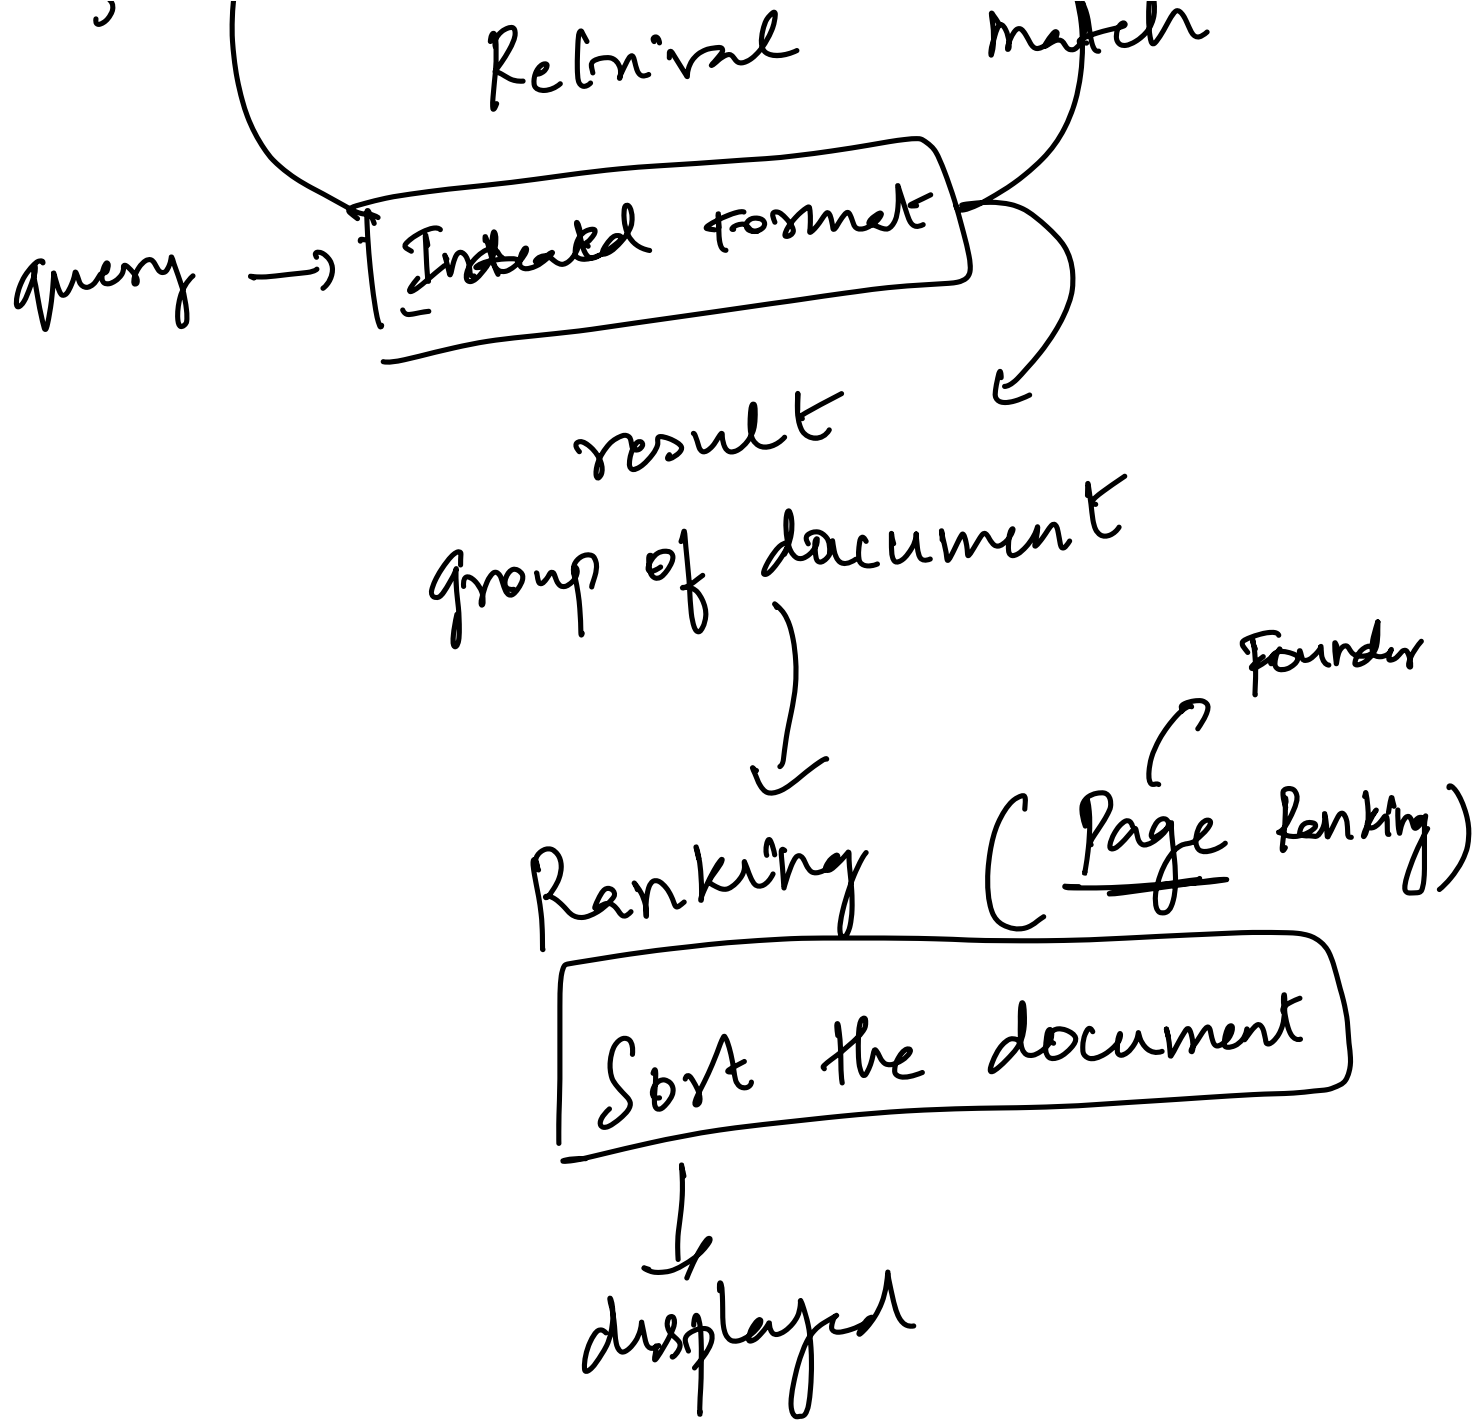 Retrival match
query Indexed Format
result
group of document
Founder
Ranking (Page Ranking)
Sort the document
displayed